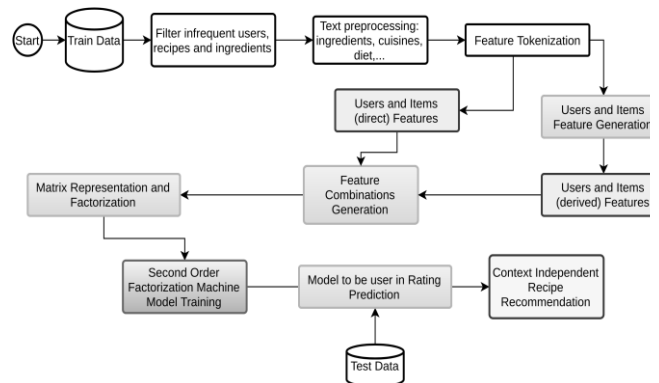 Start
Train Data
Filter infrequent users,
recipes and ingredients
Text preprocessing:
ingredients, cuisines,
diet,...
Feature Tokenization
Users and Items
(direct) Features
Users and Items
Feature Generation
Matrix Representation and
Factorization
Feature
Combinations
Generation
Users and Items
(derived) Features
Second Order
Factorization Machine
Model Training
Model to be user in Rating
Prediction
Context Independent
Recipe
Recommendation
Test Data